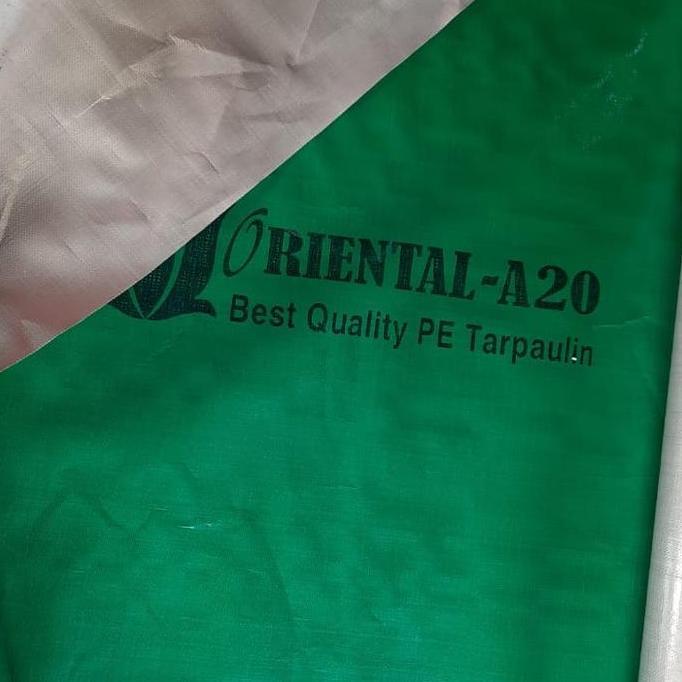 ORIENTAL-A20
Best Quality PE Tarpaulin